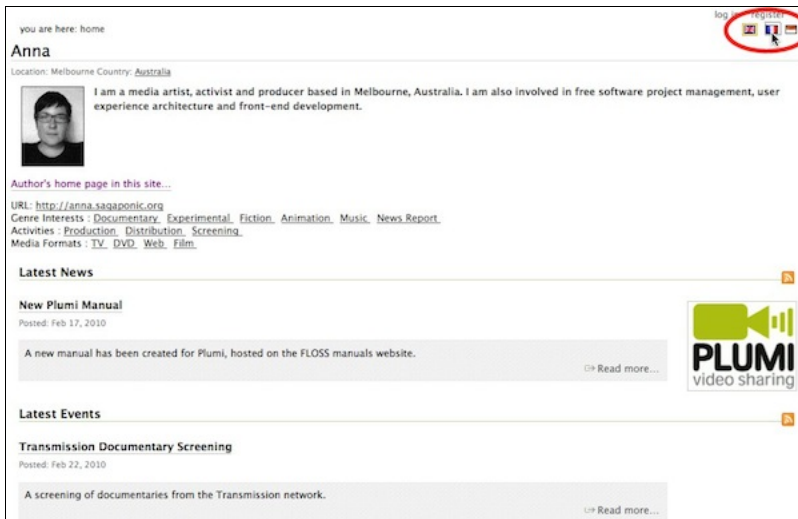 log in register
you are here: home
Anna
Location: Melbourne Country: Australia
I am a media artist, activist and producer based in Melbourne, Australia. I am also involved in free software project management, user
experience architecture and front-end development.
Author's home page in this site...
URL: http://anna.sagaponic.org
Genre Interests : Documentary Experimental Fiction Animation Music News Report
Activities : Production Distribution Screening
Media Formats : TV DVD Web Film
Latest News
New Plumi Manual
Posted: Feb 17, 2010
A new manual has been created for Plumi, hosted on the FLOSS manuals website.
Read more...
PLUMI
video sharing
Latest Events
Transmission Documentary Screening
Posted: Feb 22, 2010
A screening of documentaries from the Transmission network.
Read more...